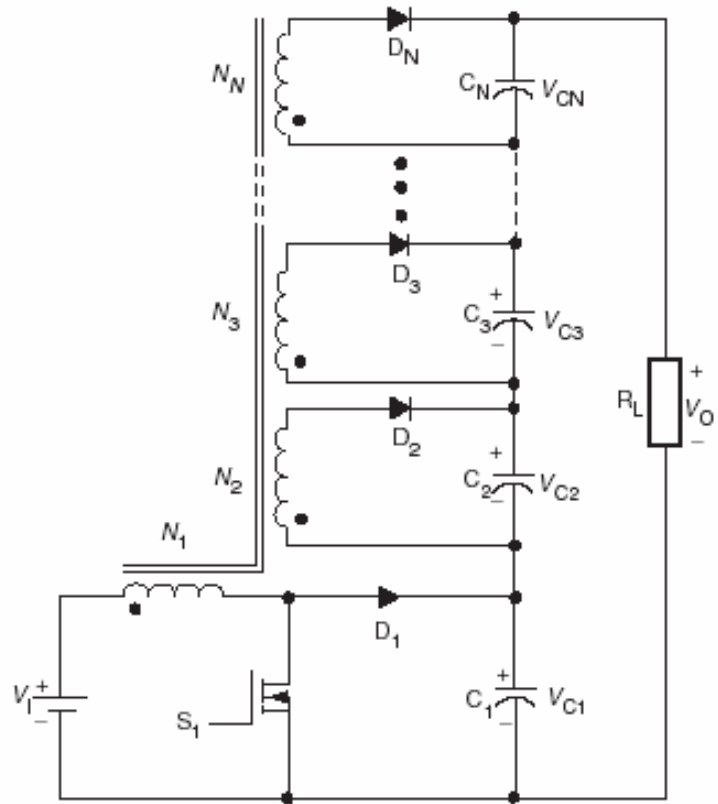 D_N
N_N
C_N
V_CN
D_3
N_3
+
C_3
V_C3
−
+
R_L
V_O
−
D_2
N_2
+
C_2
V_C2
−
N_1
D_1
V_I
+
−
S_1
+
C_1
V_C1
−